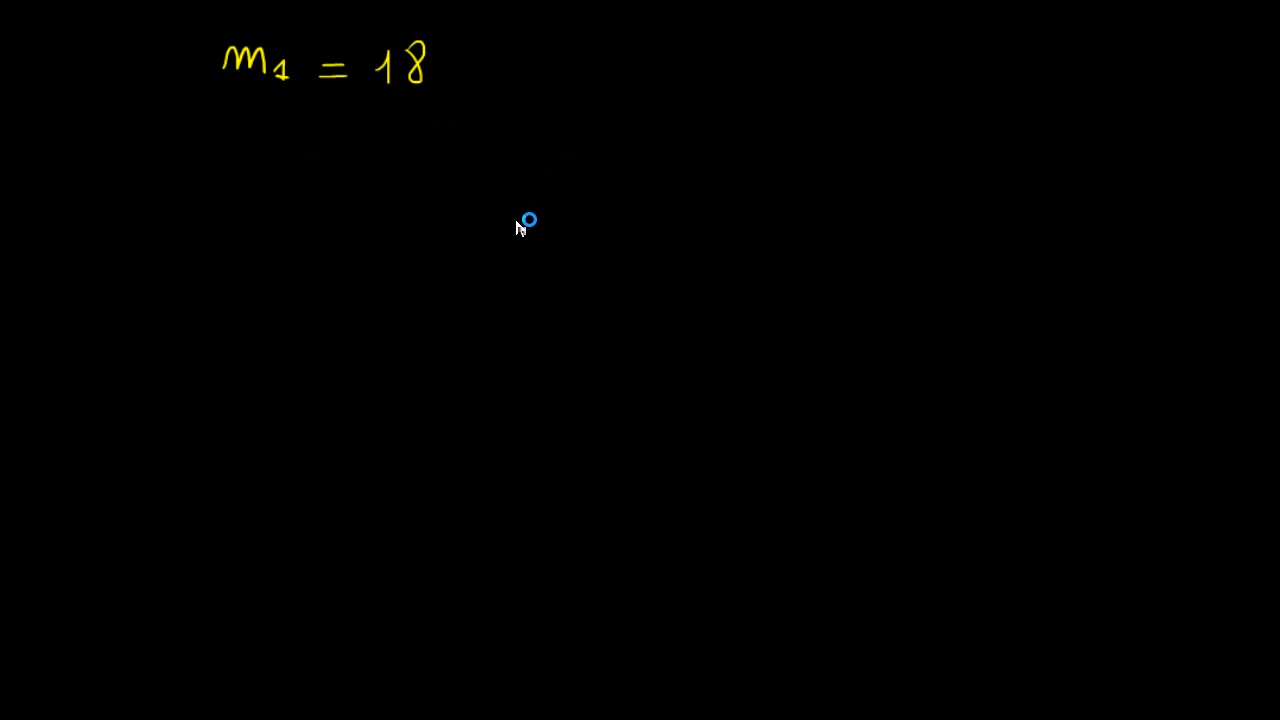 m₁ = 18